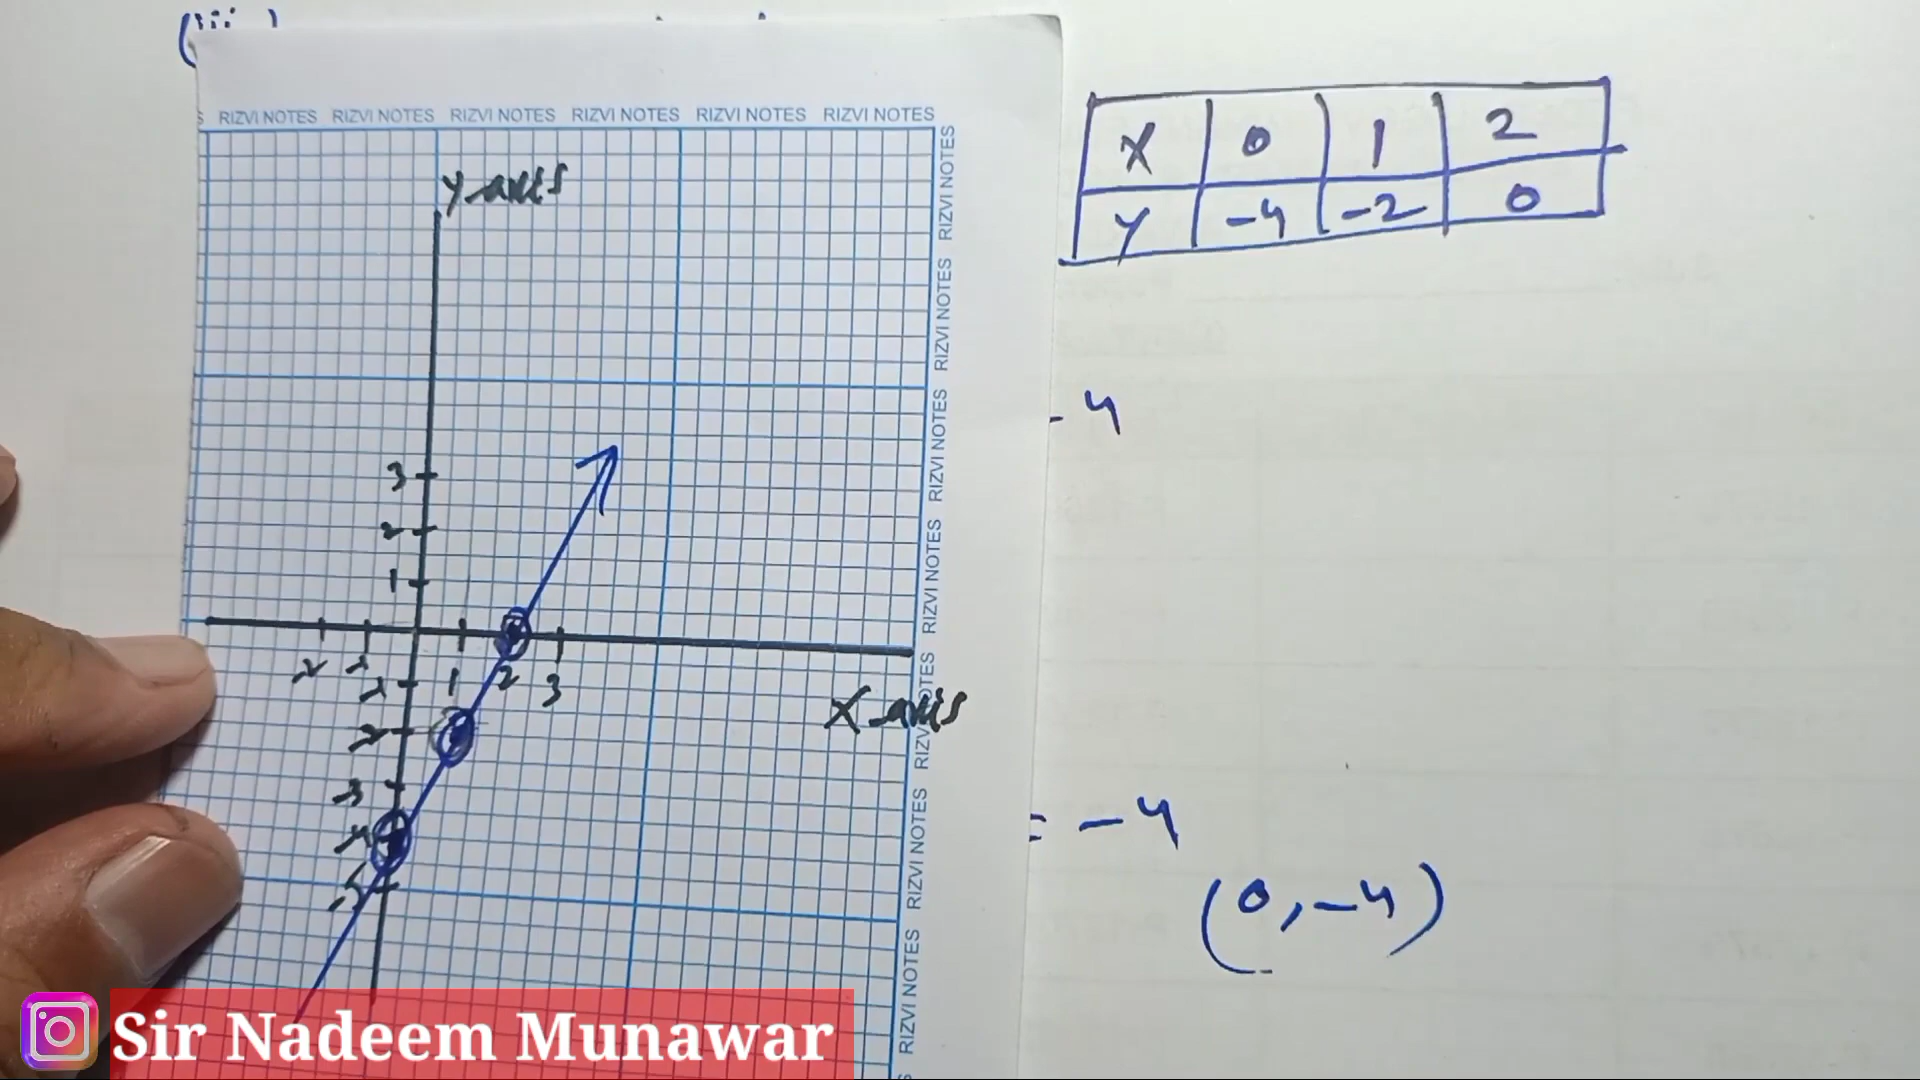 (iii)
RIZVI NOTES RIZVI NOTES RIZVI NOTES RIZVI NOTES RIZVI NOTES RIZVI NOTES
RIZVI NOTES
RIZVI NOTES
RIZVI NOTES
RIZVI NOTES
RIZVI NOTES
RIZVI NOTES
RIZVI NOTES
Y-axis
X 0 1 2
Y -4 -2 0
- 4
3
2
1
-2 -1 1 2 3
-1
X-axis
-2
-3
-4
-5
= -4
(0, -4)
Sir Nadeem Munawar